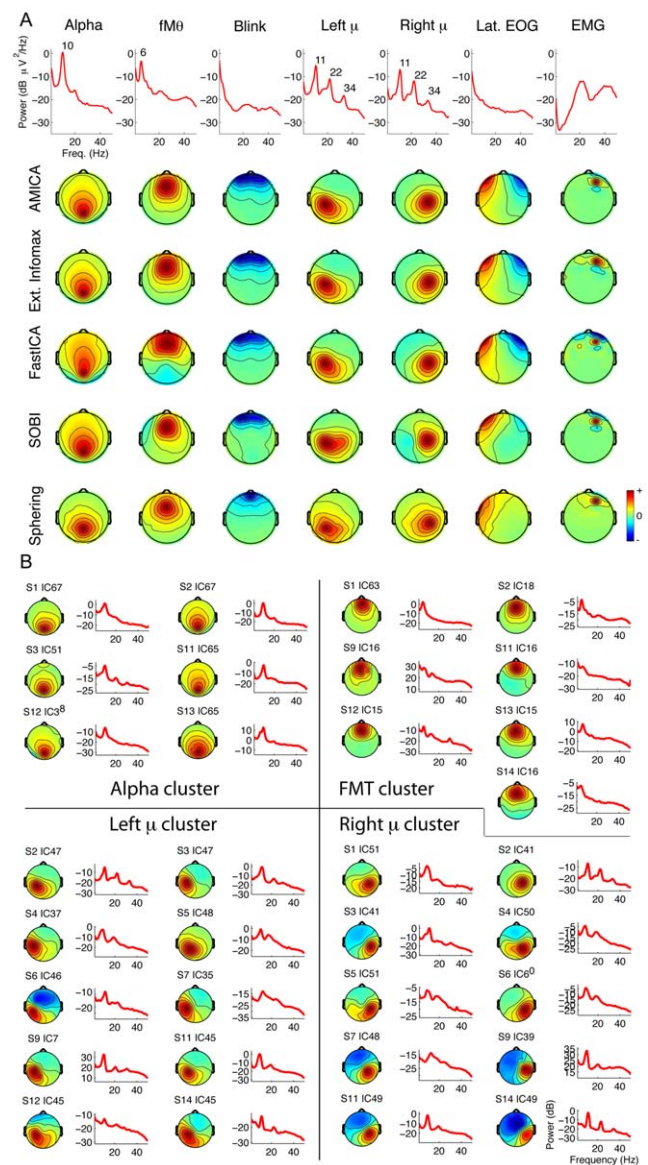 A
Alpha fMθ Blink Left μ Right μ Lat. EOG EMG
Power (dB μV²/Hz)
0 -10 -20 -30
10
6
11 22 34
11 22 34
0 20 40
Freq. (Hz)
AMICA
Ext. Infomax
FastICA
SOBI
Sphering
+
0
-
B
S1 IC67 S2 IC67 S1 IC63 S2 IC18
S3 IC51 S11 IC65 S9 IC16 S11 IC16
S12 IC3⁸ S13 IC65 S12 IC15 S13 IC15
S14 IC16
Alpha cluster FMT cluster
Left μ cluster Right μ cluster
S2 IC47 S3 IC47 S1 IC51 S2 IC41
S4 IC37 S5 IC48 S3 IC41 S4 IC50
S6 IC46 S7 IC35 S5 IC51 S6 IC6⁰
S9 IC7 S11 IC45 S7 IC48 S9 IC39
S12 IC45 S14 IC45 S11 IC49 S14 IC49
Power (dB)
20 40
Frequency (Hz)